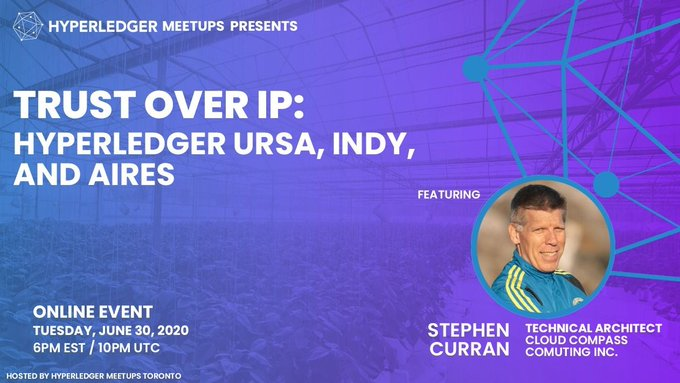 HYPERLEDGER MEETUPS PRESENTS
TRUST OVER IP:
HYPERLEDGER URSA, INDY,
AND AIRES
FEATURING
STEPHEN
CURRAN
TECHNICAL ARCHITECT
CLOUD COMPASS
COMUTING INC.
ONLINE EVENT
TUESDAY, JUNE 30, 2020
6PM EST / 10PM UTC
HOSTED BY HYPERLEDGER MEETUPS TORONTO